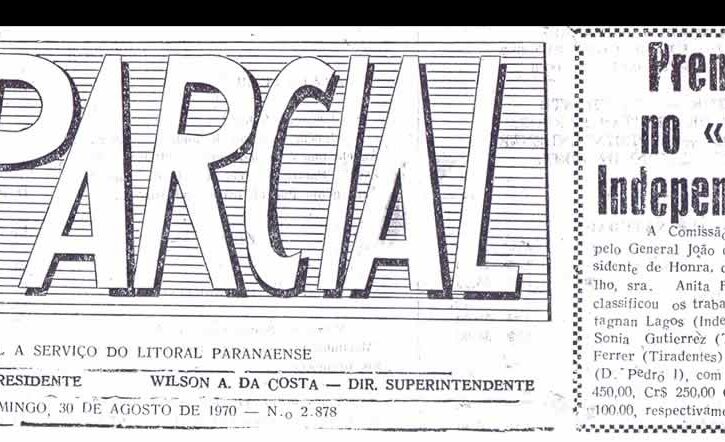 PARCIAL
A SERVIÇO DO LITORAL PARANAENSE
RESIDENTE WILSON A. DA COSTA — DIR. SUPERINTENDENTE
MINGO, 30 DE AGOSTO DE 1970 — N.o 2.878
Prem
no «
Indepen
A Comissã
pelo General João
sidente de Honra,
lho, sra. Anita F
classificou os traba
tagnan Lagos (Inde
Sonia Gutierrèz (T
Ferrer (Tiradentes)
(D. Pedro I), com
450,00, Cr$ 250.00
100.00, respectivame